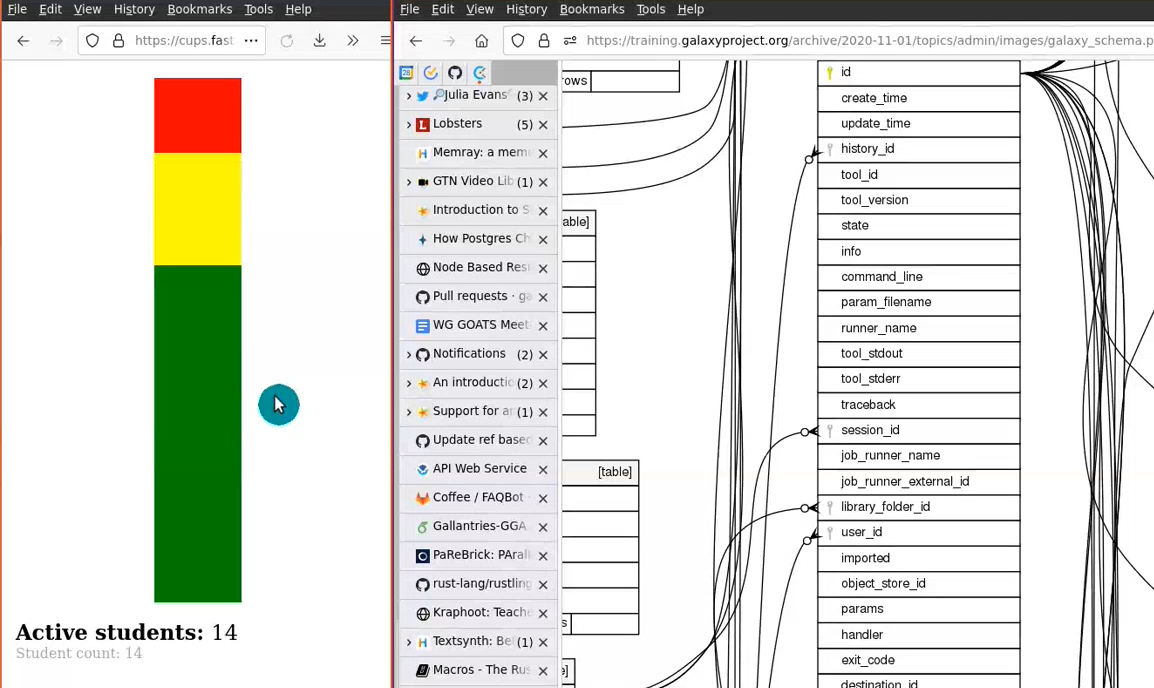 File Edit View History Bookmarks Tools Help
https://cups.fast
Active students: 14
Student count: 14
File Edit View History Bookmarks Tools Help
https://training.galaxyproject.org/archive/2020-11-01/topics/admin/images/galaxy_schema.p
28
Julia Evans (3)
Lobsters (5)
Memray: a mem
GTN Video Lib (1)
Introduction to S
How Postgres Ch
Node Based Res
Pull requests · ga
WG GOATS Meet
Notifications (2)
An introductio (2)
Support for a (1)
Update ref based
API Web Service
Coffee / FAQBot -
Gallantries-GGA
PaReBrick: PArall
rust-lang/rustling
Kraphoot: Teache
Textsynth: Be (1)
Macros - The Rus
rows
able]
[table]
s
e]
id
create_time
update_time
history_id
tool_id
tool_version
state
info
command_line
param_filename
runner_name
tool_stdout
tool_stderr
traceback
session_id
job_runner_name
job_runner_external_id
library_folder_id
user_id
imported
object_store_id
params
handler
exit_code
destination_id